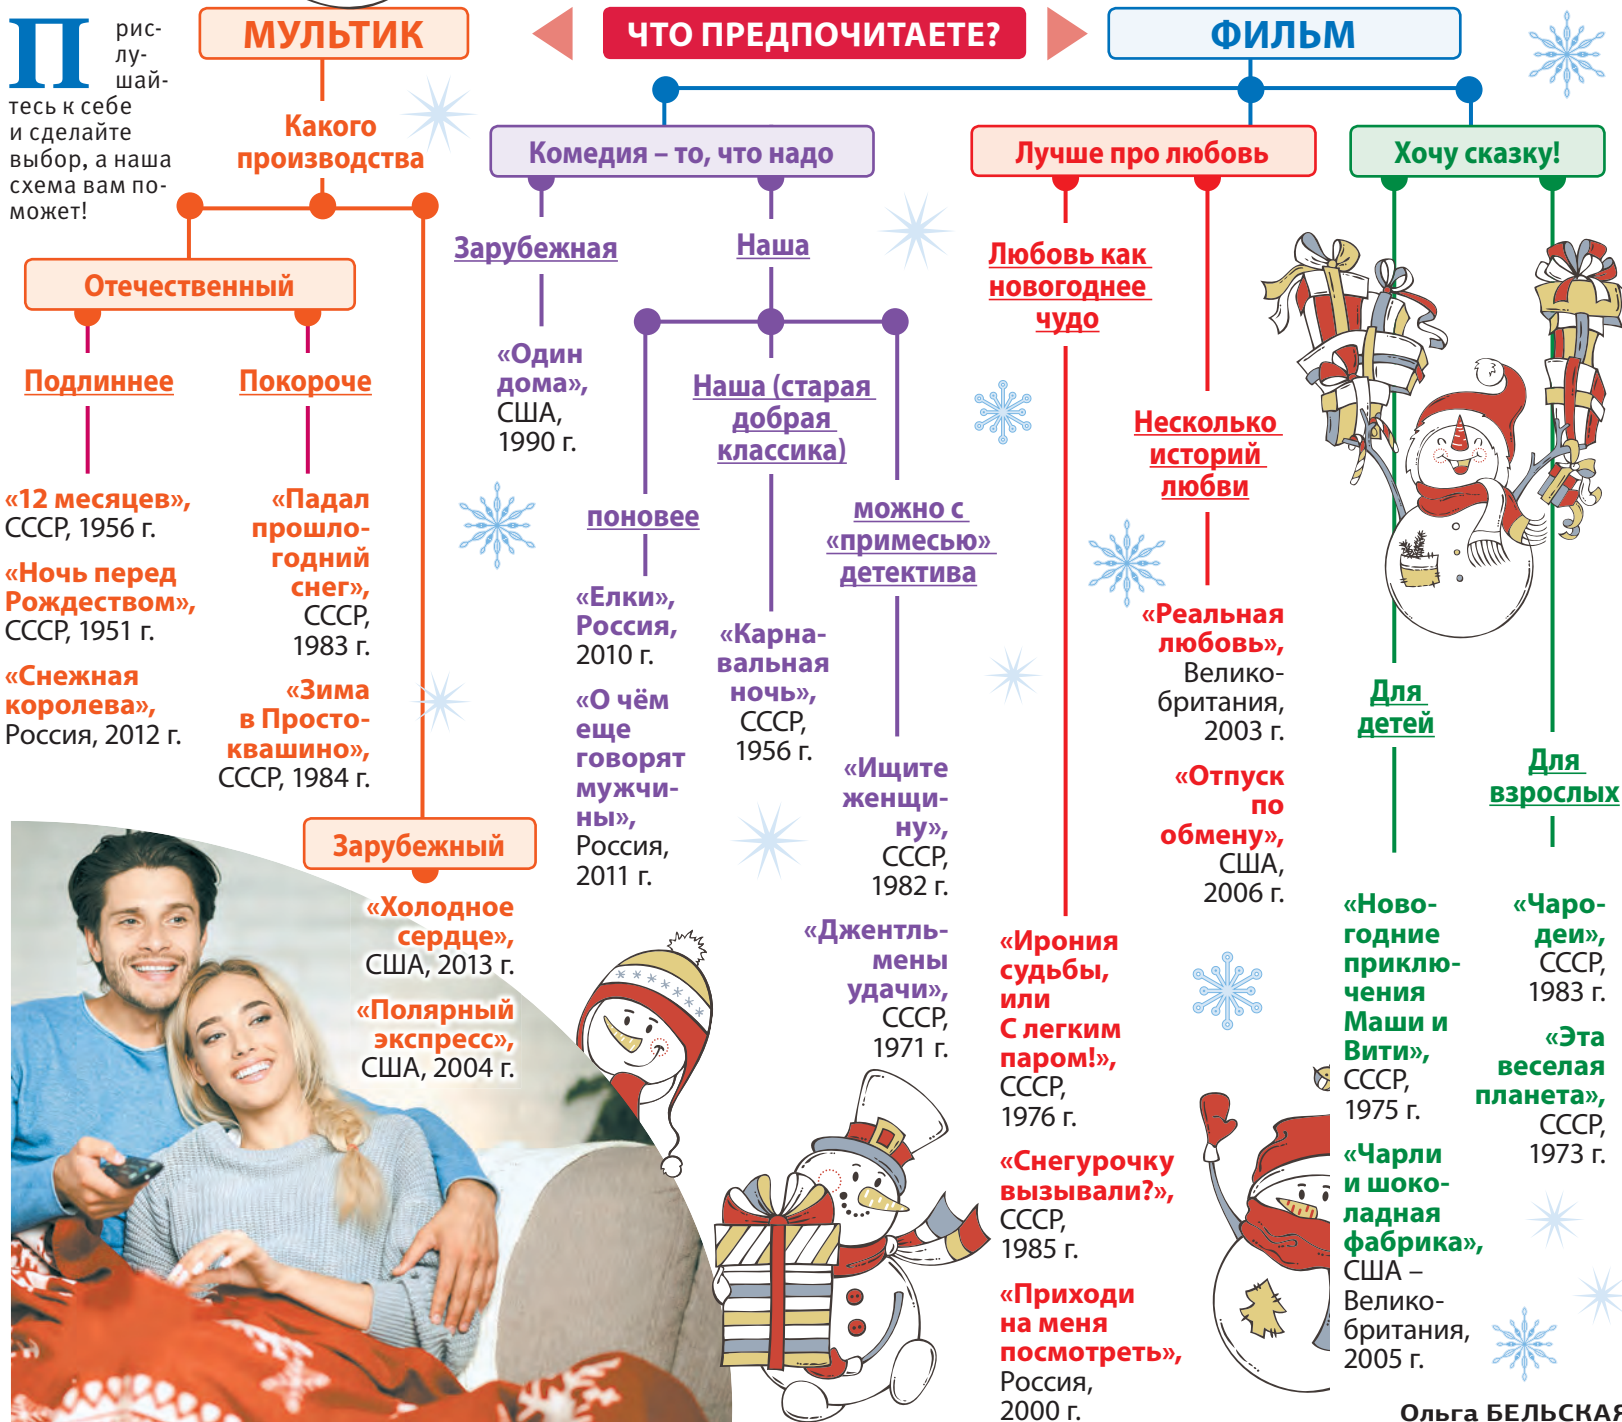 Прис-
лу-
шай-
тесь к себе
и сделайте
выбор, а наша
схема вам по-
может!
ЧТО ПРЕДПОЧИТАЕТЕ?
МУЛЬТИК
Какого
производства
Отечественный
Подлиннее
«12 месяцев»,
СССР, 1956 г.
«Ночь перед
Рождеством»,
СССР, 1951 г.
«Снежная
королева»,
Россия, 2012 г.
Покороче
«Падал
прошло-
годний
снег»,
СССР,
1983 г.
«Зима
в Просто-
квашино»,
СССР, 1984 г.
Зарубежный
«Холодное
сердце»,
США, 2013 г.
«Полярный
экспресс»,
США, 2004 г.
ФИЛЬМ
Комедия – то, что надо
Зарубежная
«Один
дома»,
США,
1990 г.
Наша
поновее
«Елки»,
Россия,
2010 г.
«О чём
еще
говорят
мужчи-
ны»,
Россия,
2011 г.
Наша (старая
добрая
классика)
«Карна-
вальная
ночь»,
СССР,
1956 г.
можно с
«примесью»
детектива
«Ищите
женщи-
ну»,
СССР,
1982 г.
«Джентль-
мены
удачи»,
СССР,
1971 г.
Лучше про любовь
Любовь как
новогоднее
чудо
«Ирония
судьбы,
или
С легким
паром!»,
СССР,
1976 г.
«Снегурочку
вызывали?»,
СССР,
1985 г.
«Приходи
на меня
посмотреть»,
Россия,
2000 г.
Несколько
историй
любви
«Реальная
любовь»,
Велико-
британия,
2003 г.
«Отпуск
по
обмену»,
США,
2006 г.
Хочу сказку!
Для
детей
«Ново-
годние
приклю-
чения
Маши и
Вити»,
СССР,
1975 г.
«Чарли
и шоко-
ладная
фабрика»,
США –
Велико-
британия,
2005 г.
Для
взрослых
«Чаро-
деи»,
СССР,
1983 г.
«Эта
веселая
планета»,
СССР,
1973 г.
Ольга БЕЛЬСКАЯ